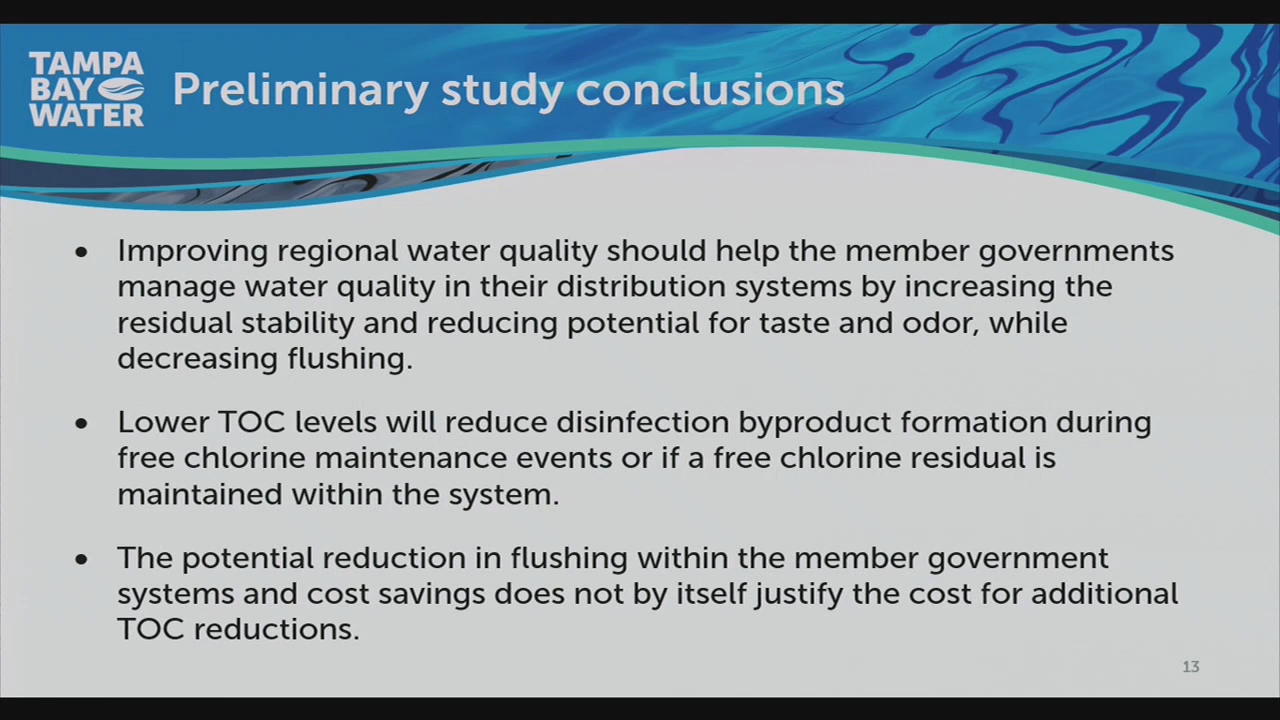 TAMPA
BAY
WATER
Preliminary study conclusions
• Improving regional water quality should help the member governments
manage water quality in their distribution systems by increasing the
residual stability and reducing potential for taste and odor, while
decreasing flushing.
• Lower TOC levels will reduce disinfection byproduct formation during
free chlorine maintenance events or if a free chlorine residual is
maintained within the system.
• The potential reduction in flushing within the member government
systems and cost savings does not by itself justify the cost for additional
TOC reductions.
13